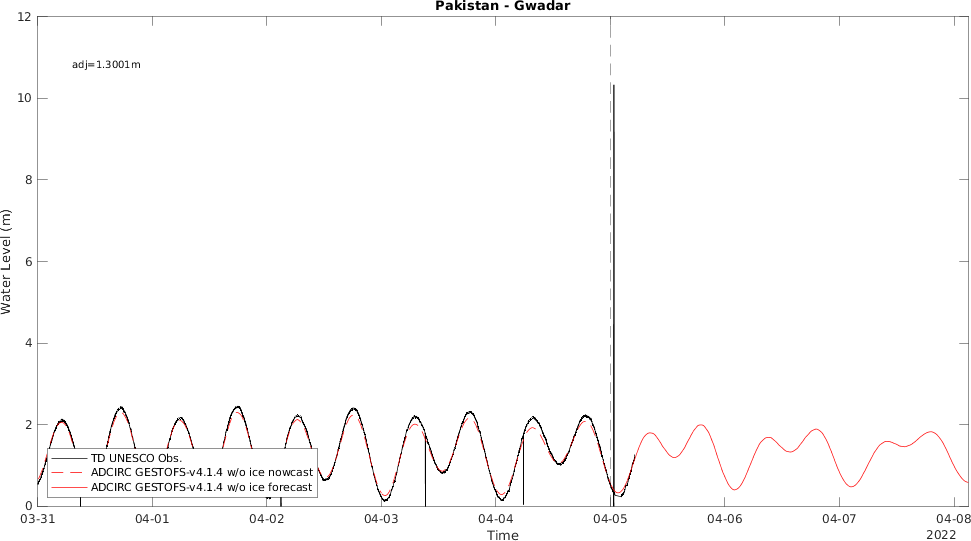 Pakistan - Gwadar
12
10
8
6
4
2
0
Water Level (m)
adj=1.3001m
TD UNESCO Obs.
ADCIRC GESTOFS-v4.1.4 w/o ice nowcast
ADCIRC GESTOFS-v4.1.4 w/o ice forecast
03-31 04-01 04-02 04-03 04-04 04-05 04-06 04-07 04-08
Time
2022